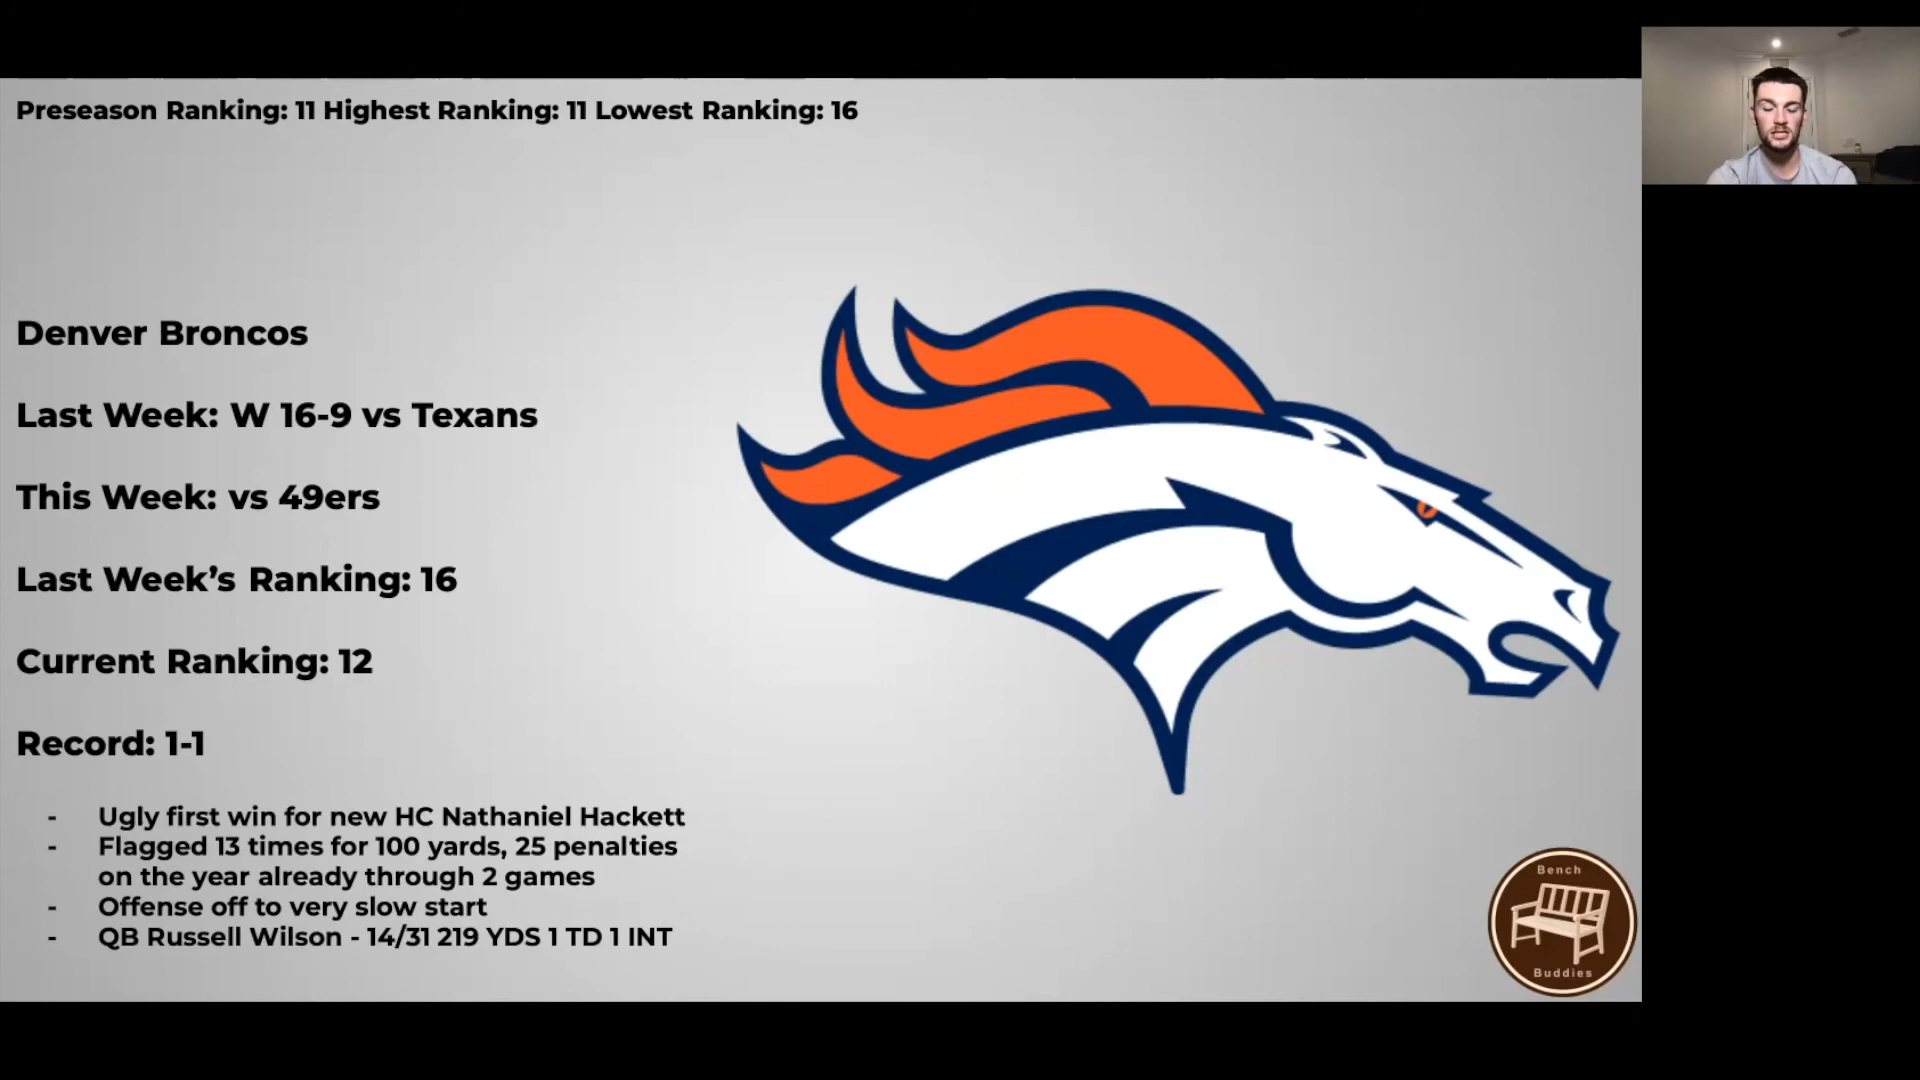 Preseason Ranking: 11 Highest Ranking: 11 Lowest Ranking: 16
Denver Broncos
Last Week: W 16-9 vs Texans
This Week: vs 49ers
Last Week’s Ranking: 16
Current Ranking: 12
Record: 1-1
- Ugly first win for new HC Nathaniel Hackett
- Flagged 13 times for 100 yards, 25 penalties
on the year already through 2 games
- Offense off to very slow start
- QB Russell Wilson - 14/31 219 YDS 1 TD 1 INT
Bench
Buddies